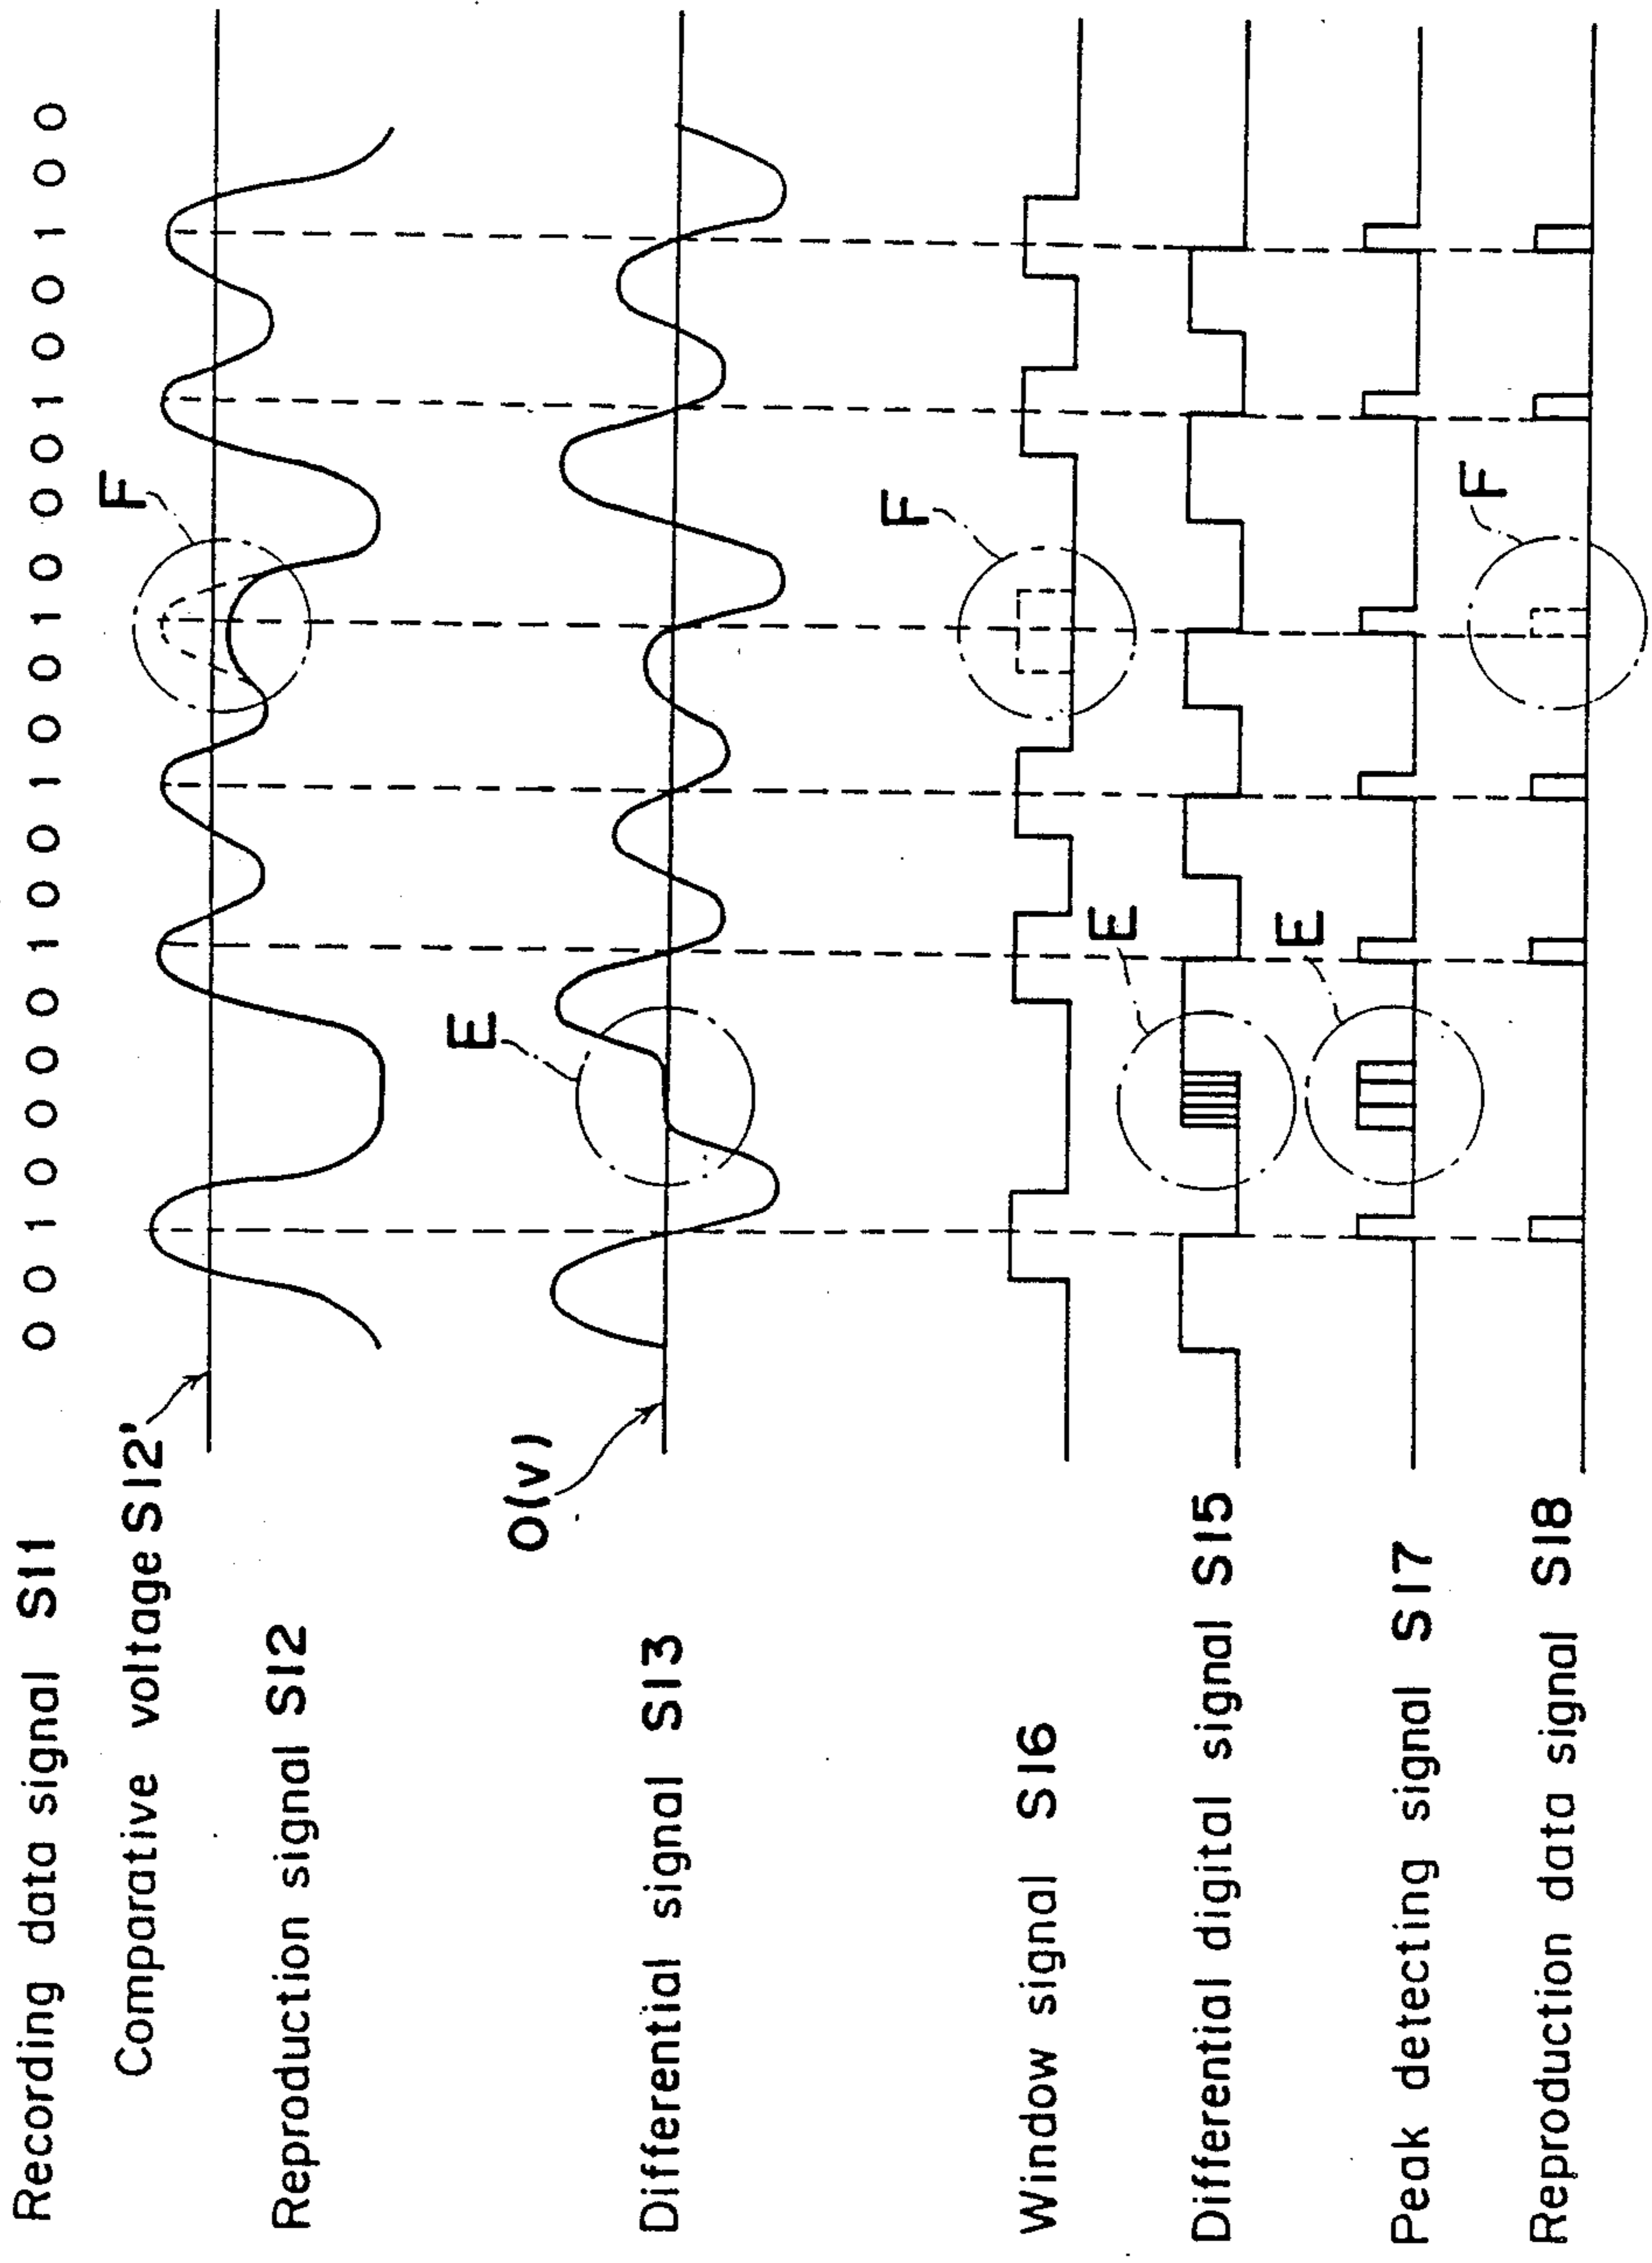 Recording data signal S11 0 0 1 0 0 0 0 1 0 0 1 0 0 1 0 0 0 1 0 0 1 0 0
Comparative voltage S12'
F
Reproduction signal S12
0(v)
E
Differential signal S13
F
Window signal S16
E
Differential digital signal S15
E
Peak detecting signal S17
F
Reproduction data signal S18